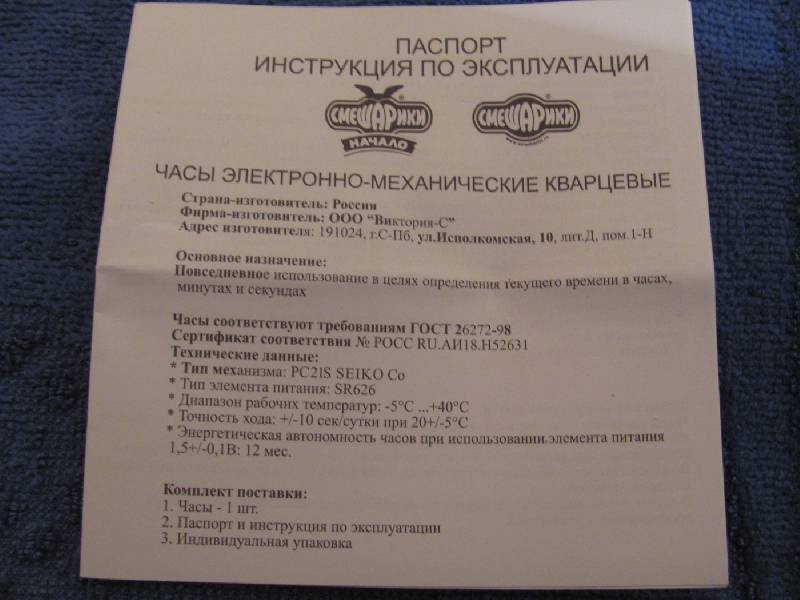 ПАСПОРТ
ИНСТРУКЦИЯ ПО ЭКСПЛУАТАЦИИ
СМЕШАРИКИ
НАЧАЛО
СМЕШАРИКИ
ЧАСЫ ЭЛЕКТРОННО-МЕХАНИЧЕСКИЕ КВАРЦЕВЫЕ
Страна-изготовитель: Россия
Фирма-изготовитель: ООО "Виктория-С"
Адрес изготовителя: 191024, г.С-Пб, ул.Исполкомская, 10, лит.Д, пом.1-Н
Основное назначение:
Повседневное использование в целях определения текущего времени в часах,
минутах и секундах
Часы соответствуют требованиям ГОСТ 26272-98
Сертификат соответствия № РОСС RU.АИ18.Н52631
Технические данные:
* Тип механизма: PC21S SEIKO Co
* Тип элемента питания: SR626
* Диапазон рабочих температур: -5°C ...+40°C
* Точность хода: +/-10 сек/сутки при 20+/-5°C
* Энергетическая автономность часов при использовании элемента питания
1,5+/-0,1В: 12 мес.
Комплект поставки:
1. Часы - 1 шт.
2. Паспорт и инструкция по эксплуатации
3. Индивидуальная упаковка